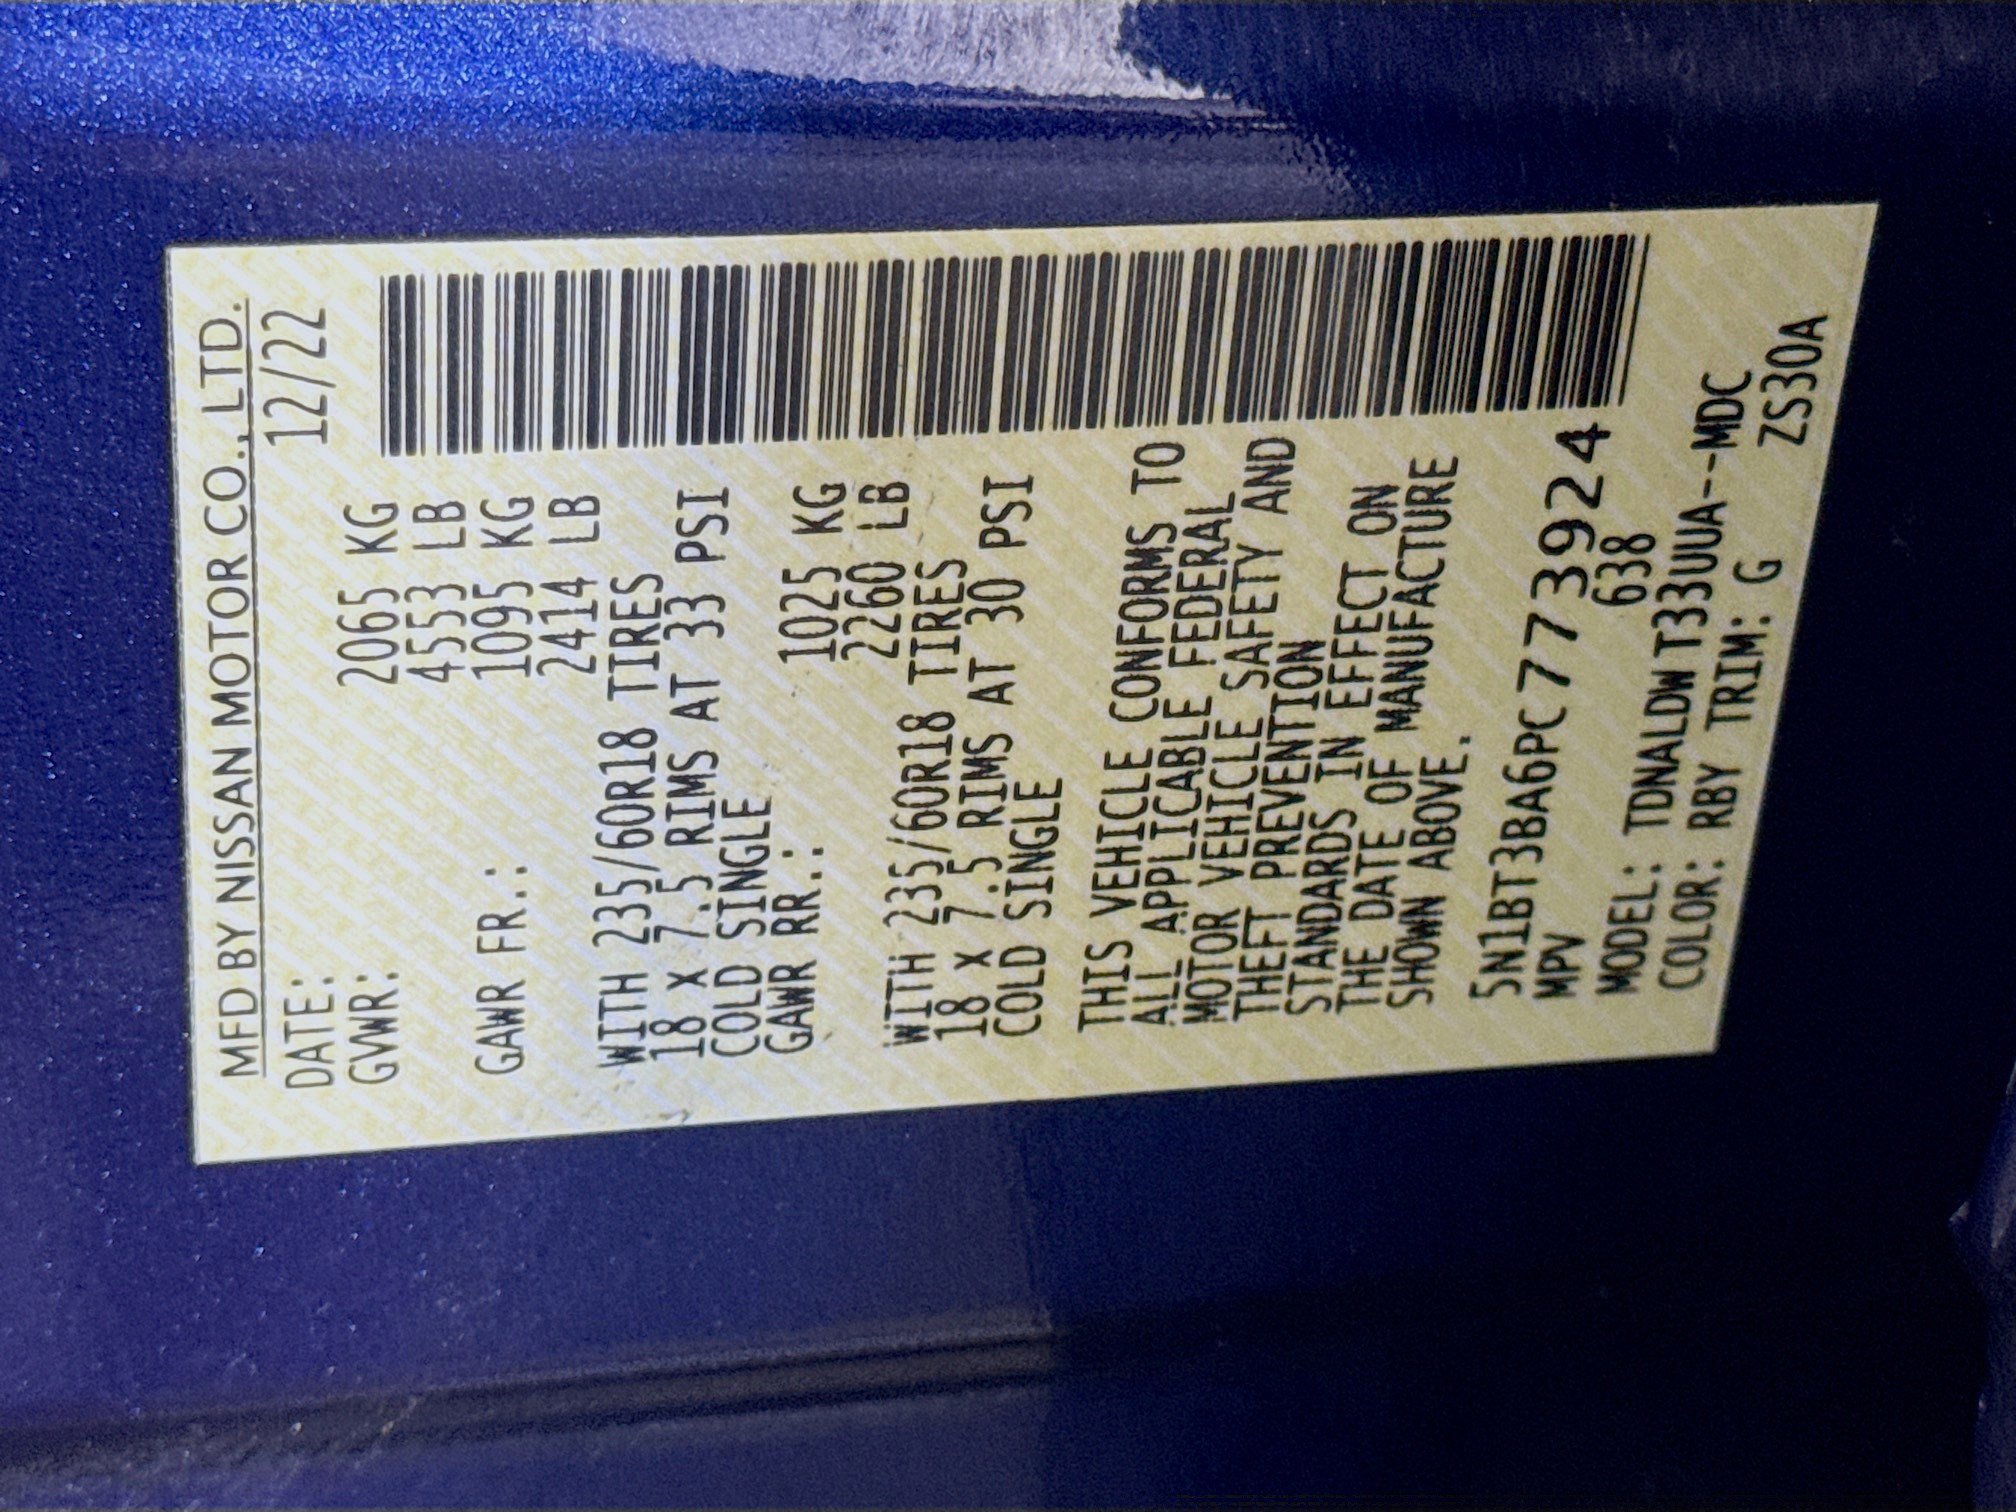 MFD BY NISSAN MOTOR CO.,LTD.
DATE: 12/22
GVWR: 2065 KG
4553 LB
GAWR FR.: 1095 KG
2414 LB
WITH 235/60R18 TIRES
18 X 7.5 RIMS AT 33 PSI
COLD SINGLE
GAWR RR.: 1025 KG
2260 LB
WITH 235/60R18 TIRES
18 X 7.5 RIMS AT 30 PSI
COLD SINGLE
THIS VEHICLE CONFORMS TO
ALL APPLICABLE FEDERAL
MOTOR VEHICLE SAFETY AND
THEFT PREVENTION
STANDARDS IN EFFECT ON
THE DATE OF MANUFACTURE
SHOWN ABOVE.
5N1BT3BA6PC773924
MPV 638
MODEL: TDNALDW T33UUA--MDC
COLOR: RBY TRIM: G ZS30A